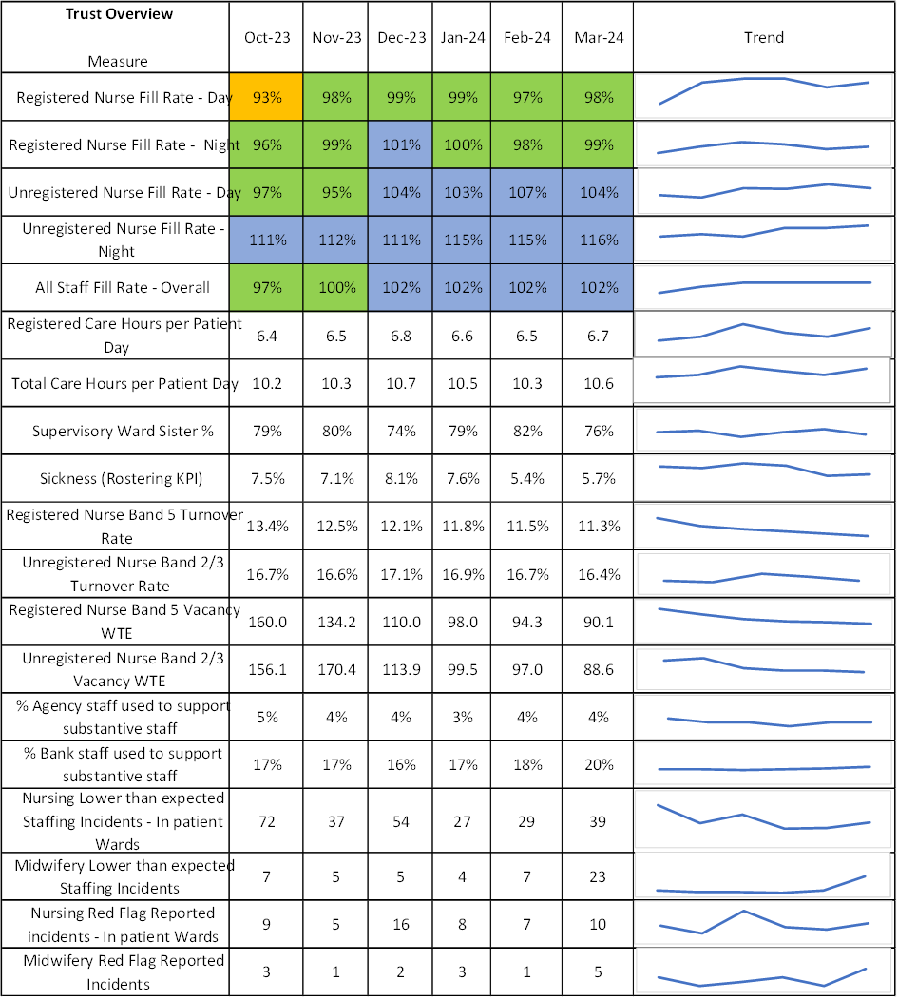 Trust Overview
Measure Oct-23 Nov-23 Dec-23 Jan-24 Feb-24 Mar-24 Trend
Registered Nurse Fill Rate - Day 93% 98% 99% 99% 97% 98%
Registered Nurse Fill Rate - Night 96% 99% 101% 100% 98% 99%
Unregistered Nurse Fill Rate - Day 97% 95% 104% 103% 107% 104%
Unregistered Nurse Fill Rate -
Night 111% 112% 111% 115% 115% 116%
All Staff Fill Rate - Overall 97% 100% 102% 102% 102% 102%
Registered Care Hours per Patient
Day 6.4 6.5 6.8 6.6 6.5 6.7
Total Care Hours per Patient Day 10.2 10.3 10.7 10.5 10.3 10.6
Supervisory Ward Sister % 79% 80% 74% 79% 82% 76%
Sickness (Rostering KPI) 7.5% 7.1% 8.1% 7.6% 5.4% 5.7%
Registered Nurse Band 5 Turnover
Rate 13.4% 12.5% 12.1% 11.8% 11.5% 11.3%
Unregistered Nurse Band 2/3
Turnover Rate 16.7% 16.6% 17.1% 16.9% 16.7% 16.4%
Registered Nurse Band 5 Vacancy
WTE 160.0 134.2 110.0 98.0 94.3 90.1
Unregistered Nurse Band 2/3
Vacancy WTE 156.1 170.4 113.9 99.5 97.0 88.6
% Agency staff used to support
substantive staff 5% 4% 4% 3% 4% 4%
% Bank staff used to support
substantive staff 17% 17% 16% 17% 18% 20%
Nursing Lower than expected
Staffing Incidents - In patient
Wards 72 37 54 27 29 39
Midwifery Lower than expected
Staffing Incidents 7 5 5 4 7 23
Nursing Red Flag Reported
incidents - In patient Wards 9 5 16 8 7 10
Midwifery Red Flag Reported
Incidents 3 1 2 3 1 5